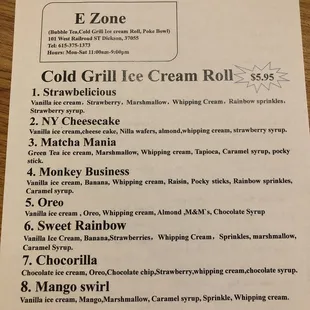 E Zone
(Bubble Tea,Cold Grill Ice cream Roll, Poke Bowl)
101 West Railroad ST Dickson, 37055
Tel: 615-375-1373
Hours: Mon-Sat 11:00am-9:00pm
Cold Grill Ice Cream Roll $5.95
1. Strawbelicious
Vanilla ice cream, Strawberry, Marshmallow, Whipping Cream, Rainbow sprinkles.
Strawberry syrup.
2. NY Cheesecake
Vanilla ice cream,cheese cake, Nilla wafers, almond,whipping cream, strawberry syrup.
3. Matcha Mania
Green Tea ice cream, Marshmallow, Whipping cream, Tapioca, Caramel syrup, pocky
stick.
4. Monkey Business
Vanilla ice cream, Banana, Whipping cream, Raisin, Pocky sticks, Rainbow sprinkles,
Caramel syrup.
5. Oreo
Vanilla ice cream , Oreo, Whipping cream, Almond ,M&M`s, Chocolate Syrup
6. Sweet Rainbow
Vanilla Ice Cream, Banana,Strawberries, Whipping Cream, Sprinkles, marshmallow,
Caramel Syrup.
7. Chocorilla
Chocolate ice cream, Oreo,Chocolate chip,Strawberry,whipping cream,chocolate syrup.
8. Mango swirl
Vanilla ice cream, Mango,Marshmallow, Caramel syrup, Sprinkle, Whipping cream.